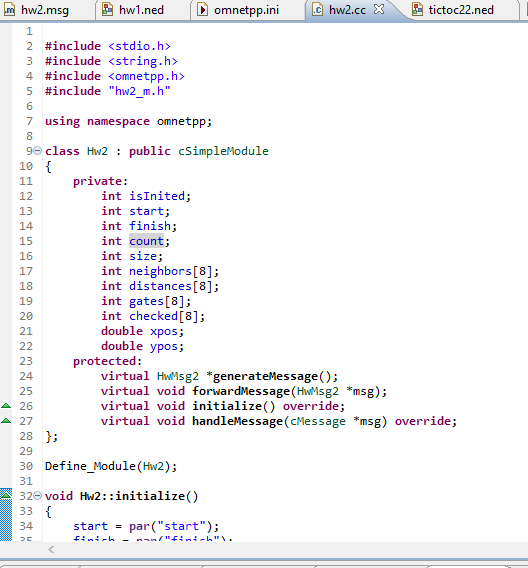 hw2.msg hw1.ned omnetpp.ini hw2.cc tictoc22.ned
1
2 #include <stdio.h>
3 #include <string.h>
4 #include <omnetpp.h>
5 #include "hw2_m.h"
6
7 using namespace omnetpp;
8
9 class Hw2 : public cSimpleModule
10 {
11 private:
12 int isInited;
13 int start;
14 int finish;
15 int count;
16 int size;
17 int neighbors[8];
18 int distances[8];
19 int gates[8];
20 int checked[8];
21 double xpos;
22 double ypos;
23 protected:
24 virtual HwMsg2 *generateMessage();
25 virtual void forwardMessage(HwMsg2 *msg);
26 virtual void initialize() override;
27 virtual void handleMessage(cMessage *msg) override;
28 };
29
30 Define_Module(Hw2);
31
32 void Hw2::initialize()
33 {
34 start = par("start");
35 finish = par("finish");